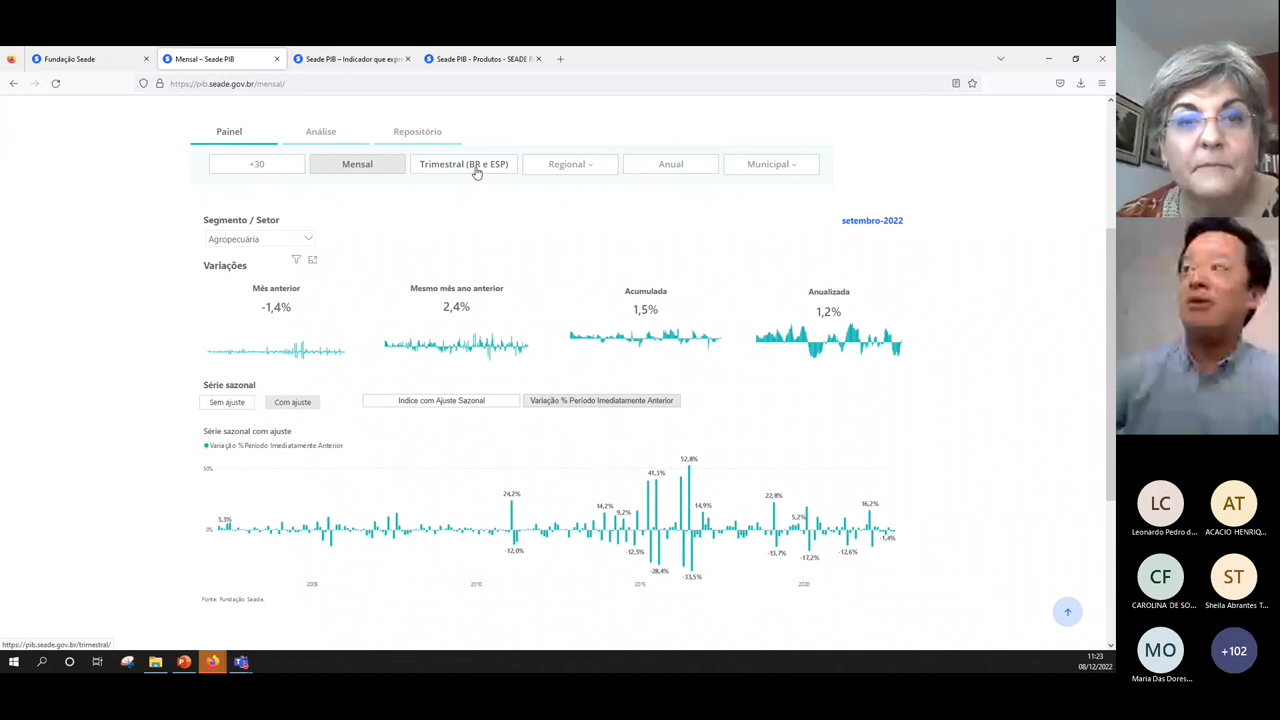 Fundação Seade
Mensal – Seade PIB
Seade PIB – Indicador que expre
Seade PIB - Produtos - SEADE R
https://pib.seade.gov.br/mensal/
Painel
Análise
Repositório
+30
Mensal
Trimestral (BR e ESP)
Regional
Anual
Municipal
Segmento / Setor
setembro-2022
Agropecuária
Variações
Mês anterior
-1,4%
Mesmo mês ano anterior
2,4%
Acumulada
1,5%
Anualizada
1,2%
Série sazonal
Sem ajuste
Com ajuste
Indice com Ajuste Sazonal
Variação % Período Imediatamente Anterior
Série sazonal com ajuste
Variação % Período Imediatamente Anterior
50%
0%
3,3%
24,2%
-12,0%
14,2%
9,2%
-12,5%
41,3%
-28,4%
52,8%
-33,5%
14,9%
22,8%
-13,7%
5,2%
-17,2%
-12,6%
16,2%
-1,4%
2005
2010
2015
2020
Fonte: Fundação Seade.
https://pib.seade.gov.br/trimestral/
11:23
08/12/2022
LC
Leonardo Pedro d...
AT
ACACIO HENRIQ...
CF
CAROLINA DE SO...
ST
Sheila Abrantes T...
MO
Maria Das Dores...
+102